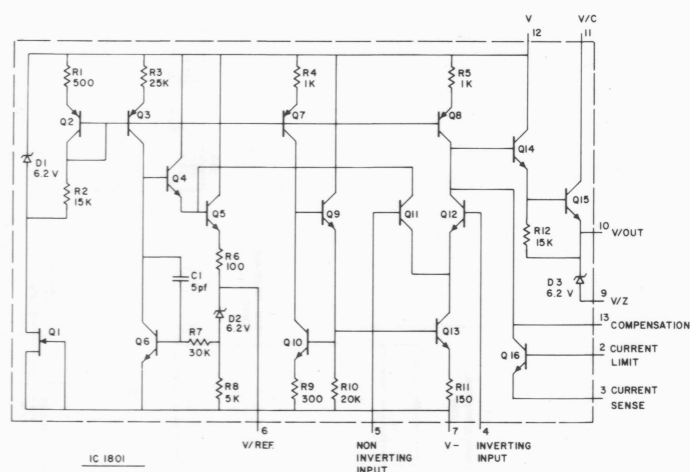 V V/C
12 11
R1
500
R3
25K
R4
1K
R5
1K
Q2
Q3
Q7
Q8
Q14
D1
6.2 V
R2
15K
Q4
Q5
Q9
Q11
Q12
R12
15K
Q15
10 V/OUT
R6
100
C1
5pf
D2
6.2V
D3
6.2 V
9 V/Z
13 COMPENSATION
Q1
Q6
R7
30K
Q10
Q13
Q16
2 CURRENT
LIMIT
R8
5K
R9
300
R10
20K
R11
150
3 CURRENT
SENSE
6
V/REF.
5
NON
INVERTING
INPUT
7
V-
4
INVERTING
INPUT
IC 1801